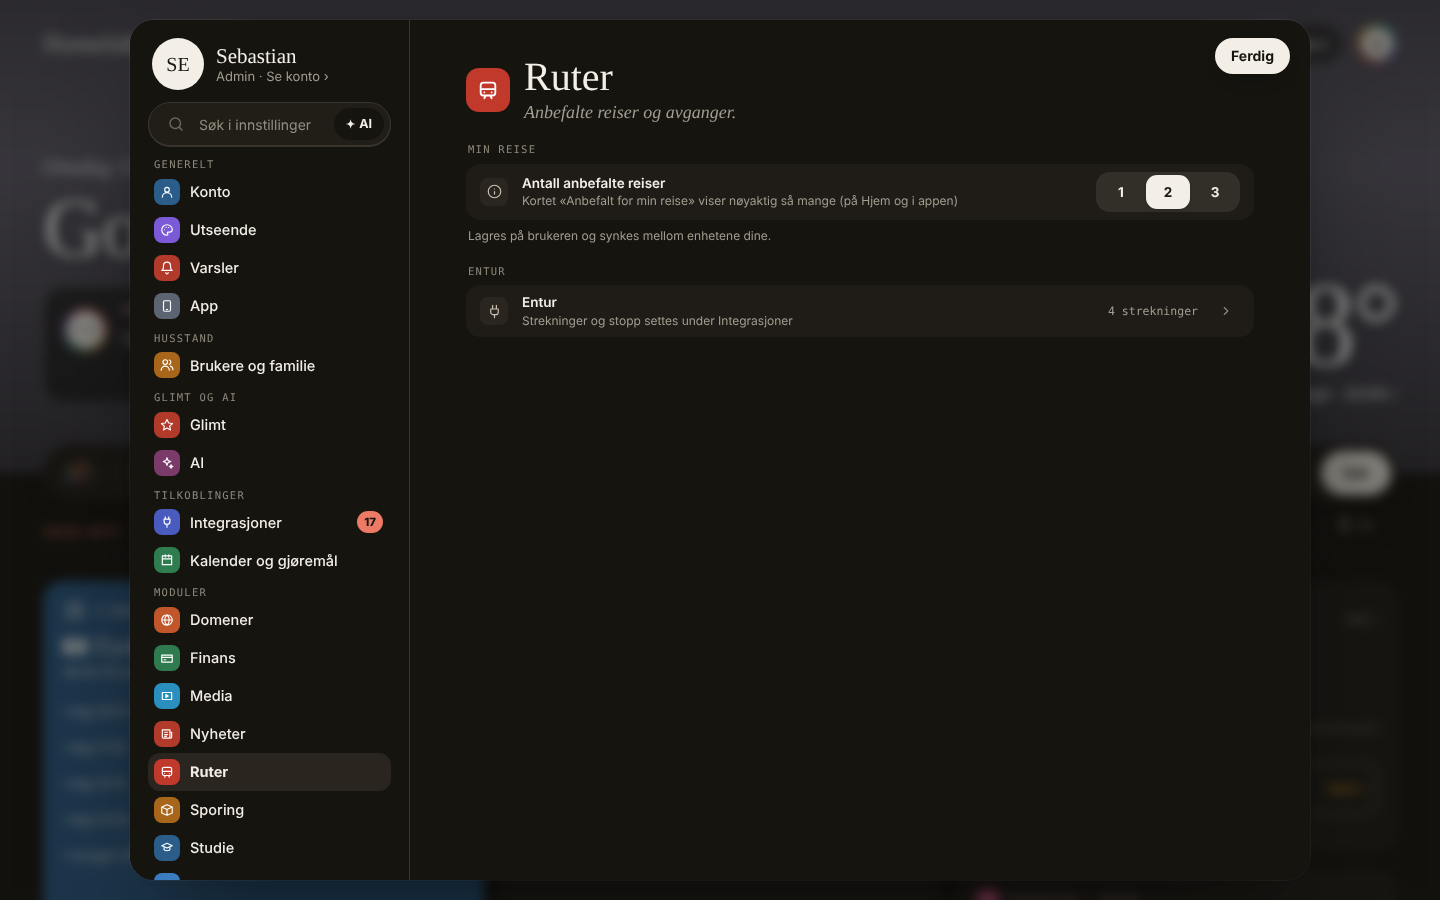 SE
Sebastian
Admin · Se konto ›
Søk i innstillinger
✦ AI
GENERELT
Konto
Utseende
Varsler
App
HUSSTAND
Brukere og familie
GLIMT OG AI
Glimt
AI
TILKOBLINGER
Integrasjoner
17
Kalender og gjøremål
MODULER
Domener
Finans
Media
Nyheter
Ruter
Sporing
Studie
Ferdig
Ruter
Anbefalte reiser og avganger.
MIN REISE
Antall anbefalte reiser
Kortet «Anbefalt for min reise» viser nøyaktig så mange (på Hjem og i appen)
1 2 3
Lagres på brukeren og synkes mellom enhetene dine.
ENTUR
Entur
Strekninger og stopp settes under Integrasjoner
4 strekninger
8°